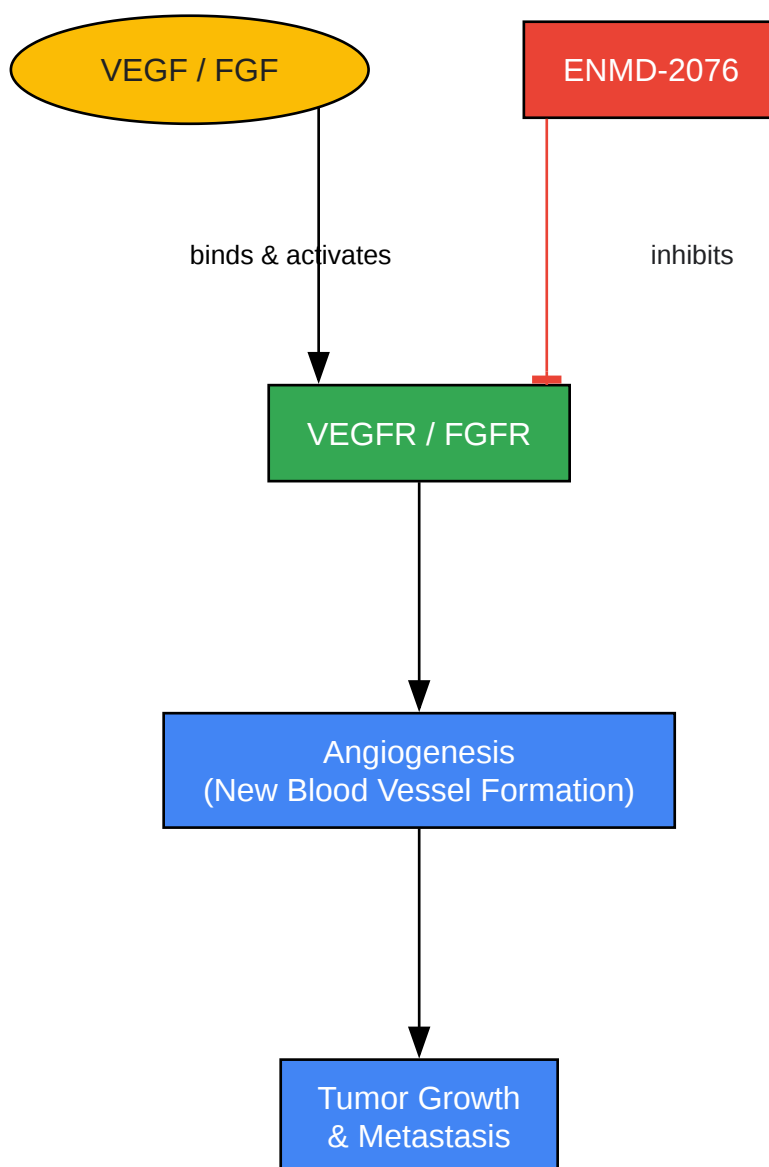 VEGF / FGF
ENMD-2076
binds & activates
inhibits
VEGFR / FGFR
Angiogenesis
(New Blood Vessel Formation)
Tumor Growth
& Metastasis